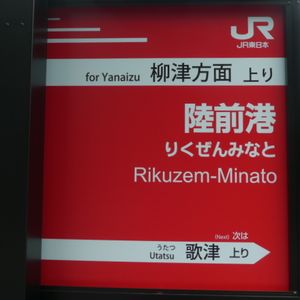 JR
JR東日本
for Yanaizu 柳津方面 上り
陸前港
りくぜんみなと
Rikuzem-Minato
(Next) 次は
うたつ
Utatsu 歌津 上り